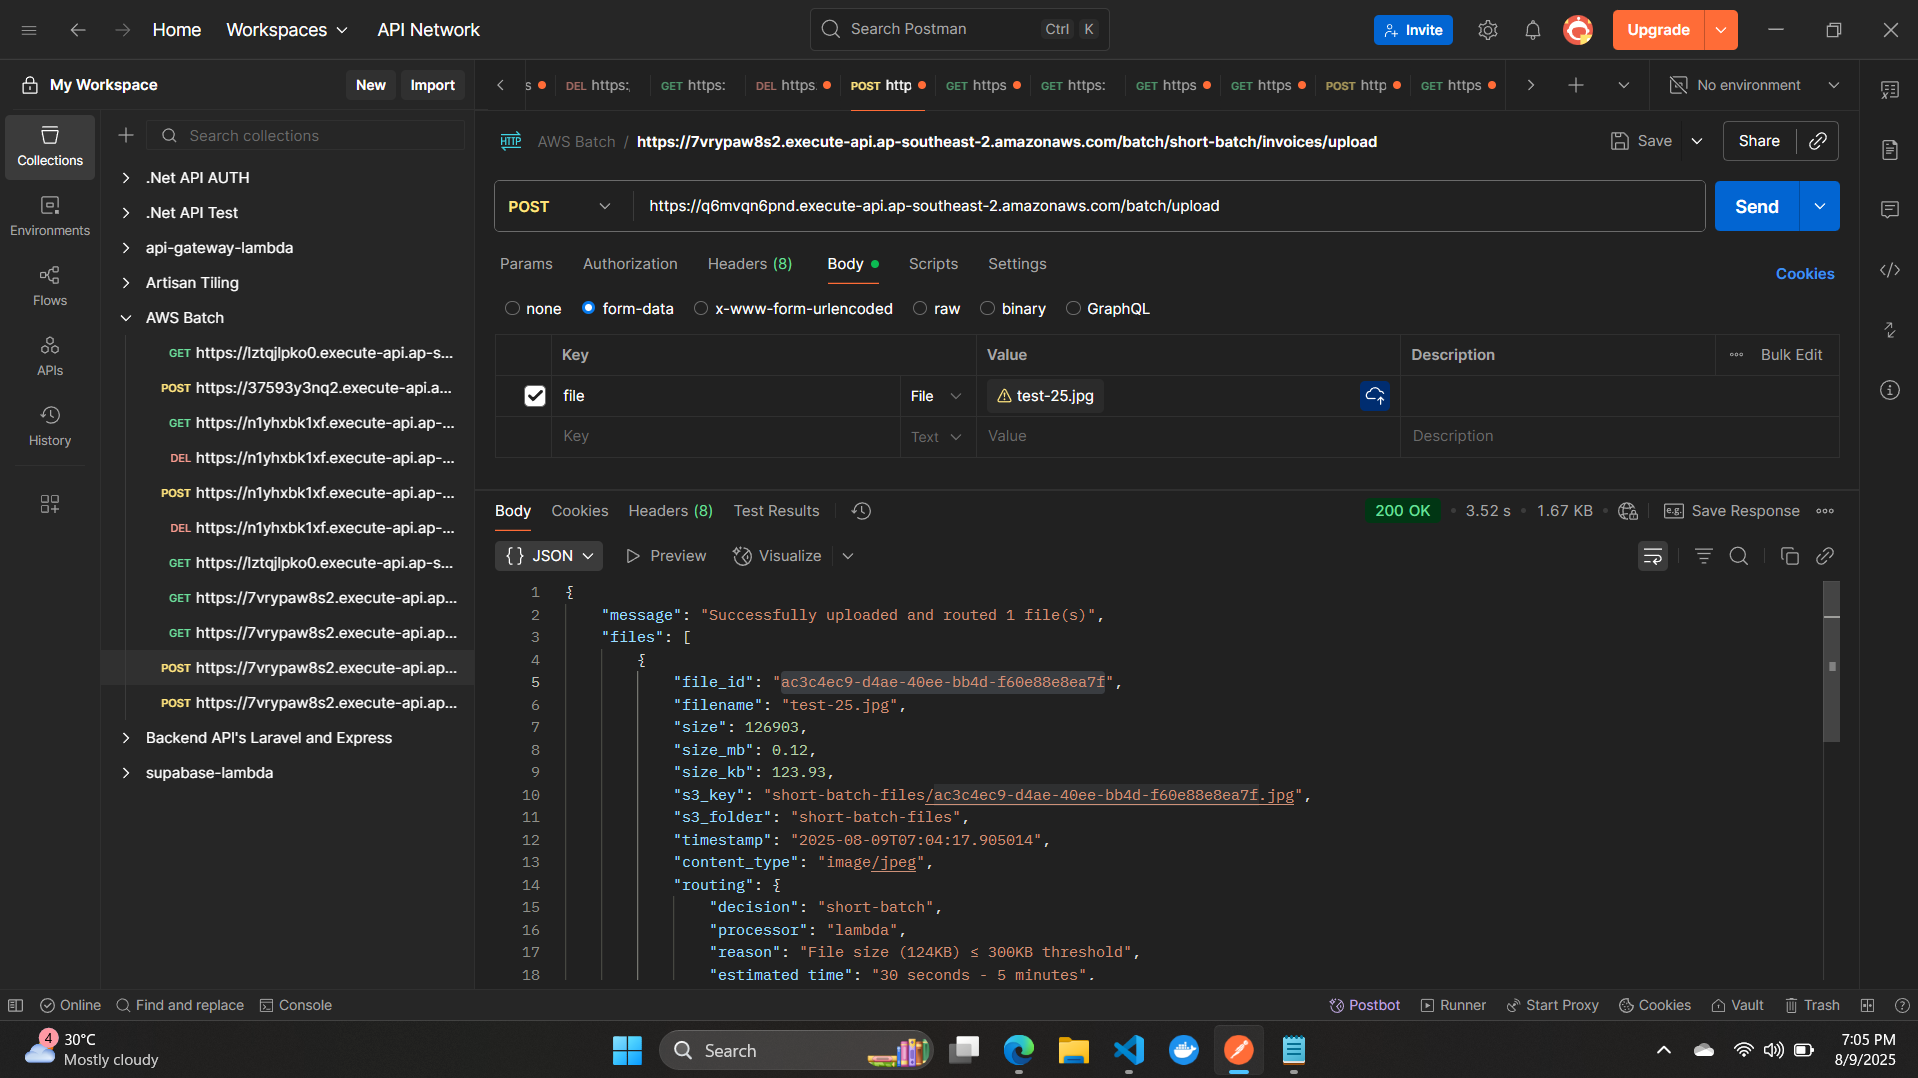 Home Workspaces API Network Search Postman Ctrl K Invite Upgrade
My Workspace New Import
s DEL https: GET https: DEL https. POST http GET https GET https: GET https GET https POST http GET https No environment
Search collections
Collections
Environments
Flows
APIs
History
.Net API AUTH
.Net API Test
api-gateway-lambda
Artisan Tiling
AWS Batch
GET https://lztqjlpko0.execute-api.ap-s...
POST https://37593y3nq2.execute-api.a...
GET https://n1yhxbk1xf.execute-api.ap-...
DEL https://n1yhxbk1xf.execute-api.ap-...
POST https://n1yhxbk1xf.execute-api.ap-...
DEL https://n1yhxbk1xf.execute-api.ap-...
GET https://lztqjlpko0.execute-api.ap-s...
GET https://7vrypaw8s2.execute-api.ap...
GET https://7vrypaw8s2.execute-api.ap...
POST https://7vrypaw8s2.execute-api.ap...
POST https://7vrypaw8s2.execute-api.ap...
Backend API's Laravel and Express
supabase-lambda
HTTP AWS Batch / https://7vrypaw8s2.execute-api.ap-southeast-2.amazonaws.com/batch/short-batch/invoices/upload Save Share
POST https://q6mvqn6pnd.execute-api.ap-southeast-2.amazonaws.com/batch/upload Send
Params Authorization Headers (8) Body Scripts Settings Cookies
none form-data x-www-form-urlencoded raw binary GraphQL
Key Value Description Bulk Edit
file File test-25.jpg
Key Text Value Description
Body Cookies Headers (8) Test Results 200 OK 3.52 s 1.67 KB e.g. Save Response
{} JSON Preview Visualize
1 {
2 "message": "Successfully uploaded and routed 1 file(s)",
3 "files": [
4 {
5 "file_id": "ac3c4ec9-d4ae-40ee-bb4d-f60e88e8ea7f",
6 "filename": "test-25.jpg",
7 "size": 126903,
8 "size_mb": 0.12,
9 "size_kb": 123.93,
10 "s3_key": "short-batch-files/ac3c4ec9-d4ae-40ee-bb4d-f60e88e8ea7f.jpg",
11 "s3_folder": "short-batch-files",
12 "timestamp": "2025-08-09T07:04:17.905014",
13 "content_type": "image/jpeg",
14 "routing": {
15 "decision": "short-batch",
16 "processor": "lambda",
17 "reason": "File size (124KB) ≤ 300KB threshold",
18 "estimated_time": "30 seconds - 5 minutes",
Online Find and replace Console Postbot Runner Start Proxy Cookies Vault Trash
4 30°C
Mostly cloudy
Search
7:05 PM
8/9/2025